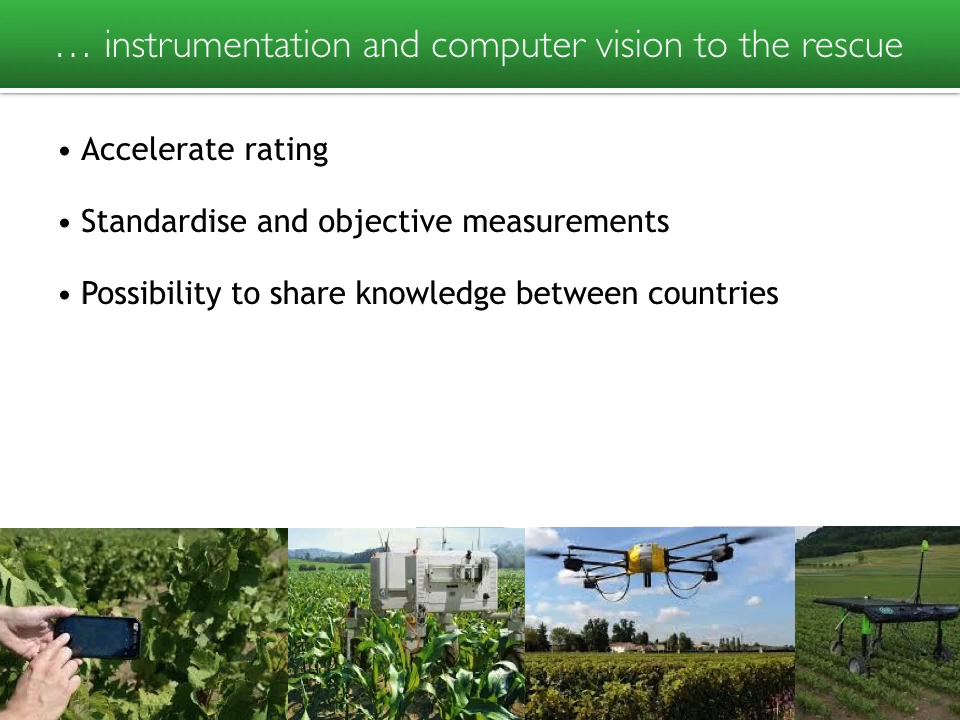 … instrumentation and computer vision to the rescue
• Accelerate rating
• Standardise and objective measurements
• Possibility to share knowledge between countries